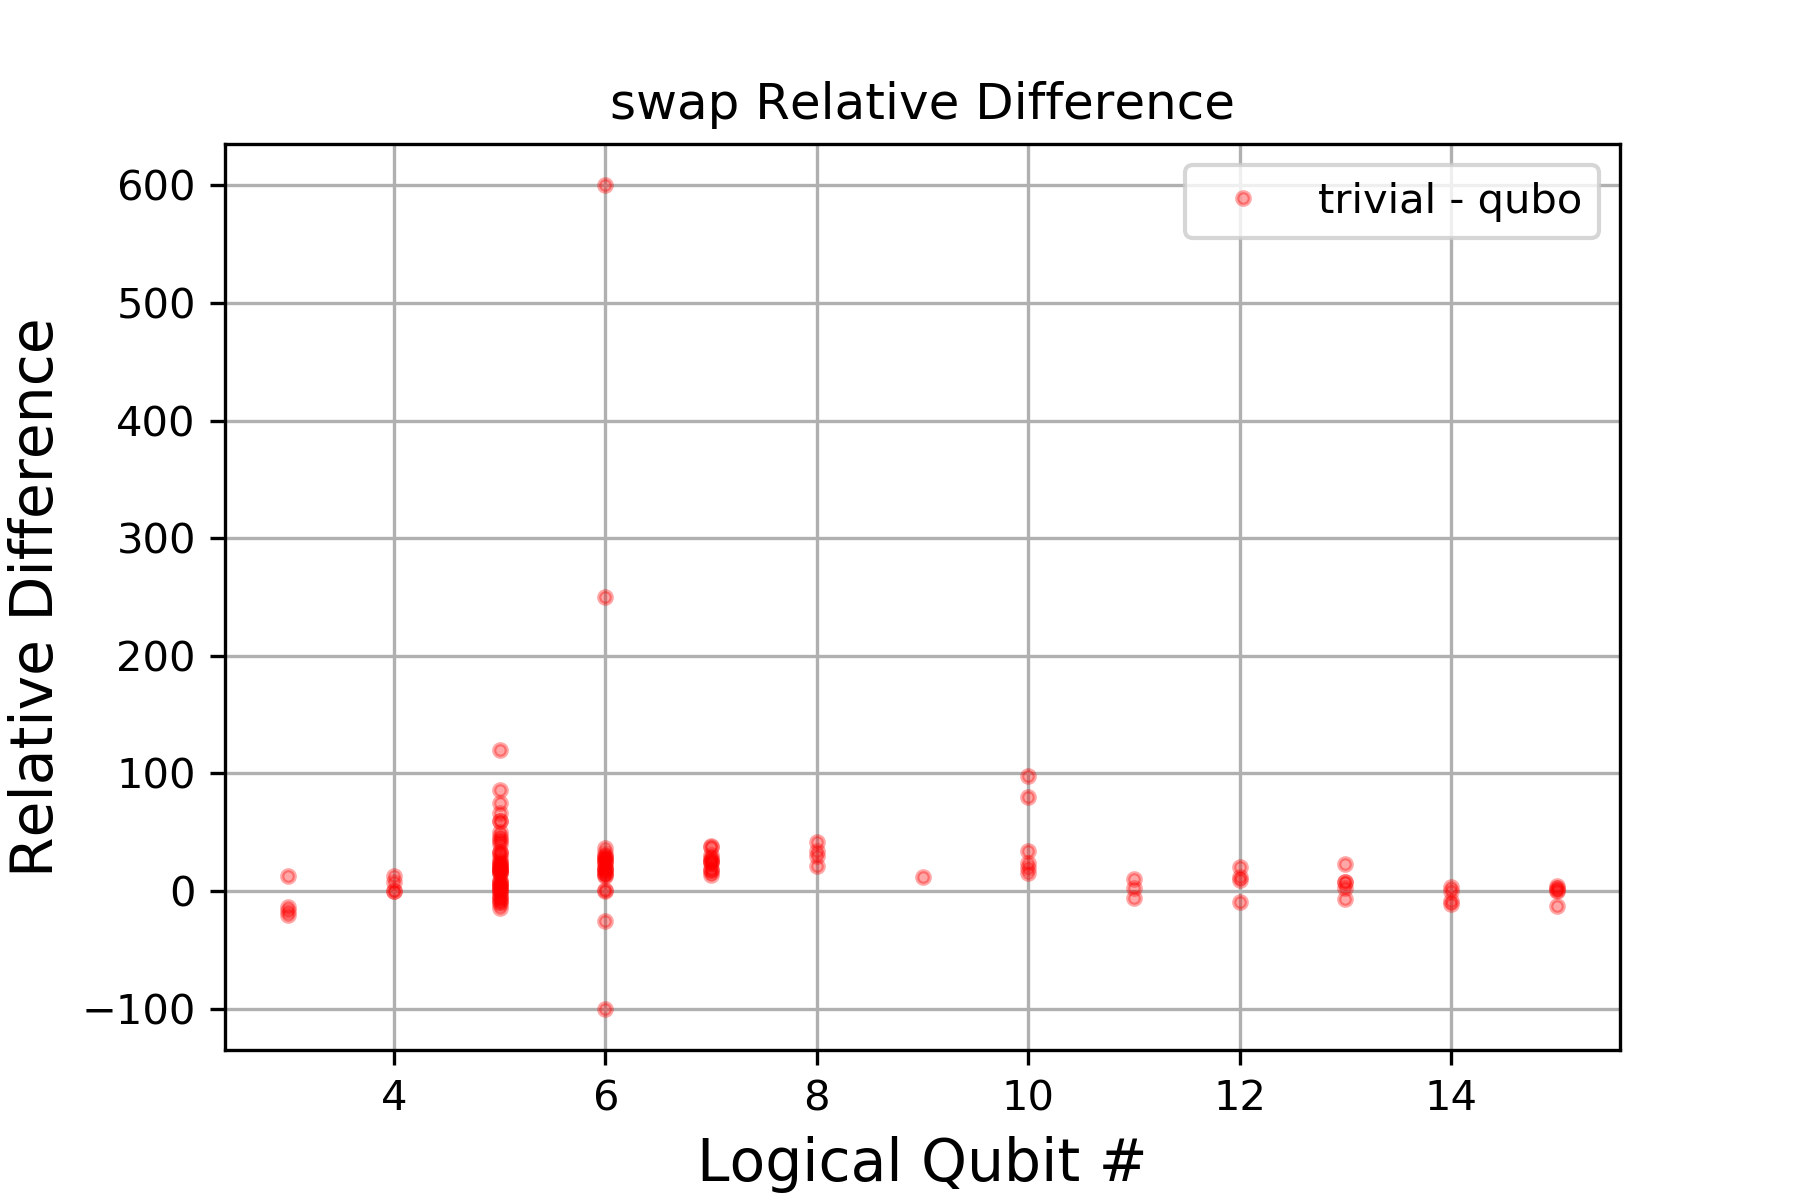 swap Relative Difference
trivial - qubo
600
500
400
300
200
100
0
−100
Relative Difference
4 6 8 10 12 14
Logical Qubit #